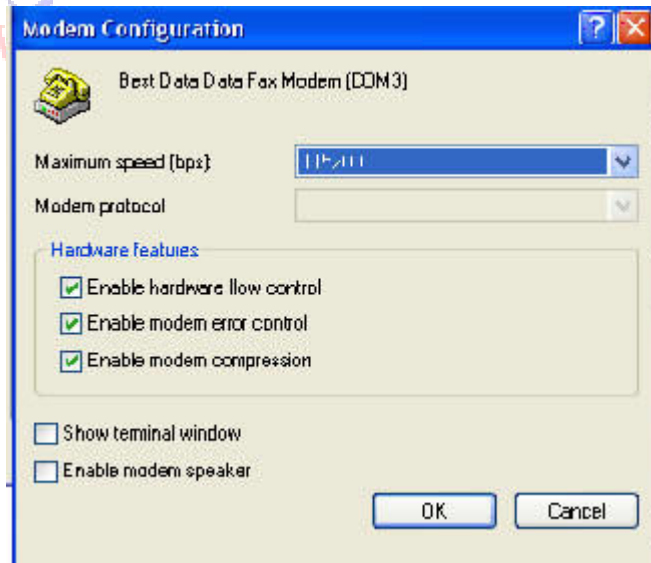 Modem Configuration
Best Data Data Fax Modem (COM3)
Maximum speed (bps):
115200
Modem protocol
Hardware features
Enable hardware flow control
Enable modem error control
Enable modem compression
Show terminal window
Enable modem speaker
OK
Cancel